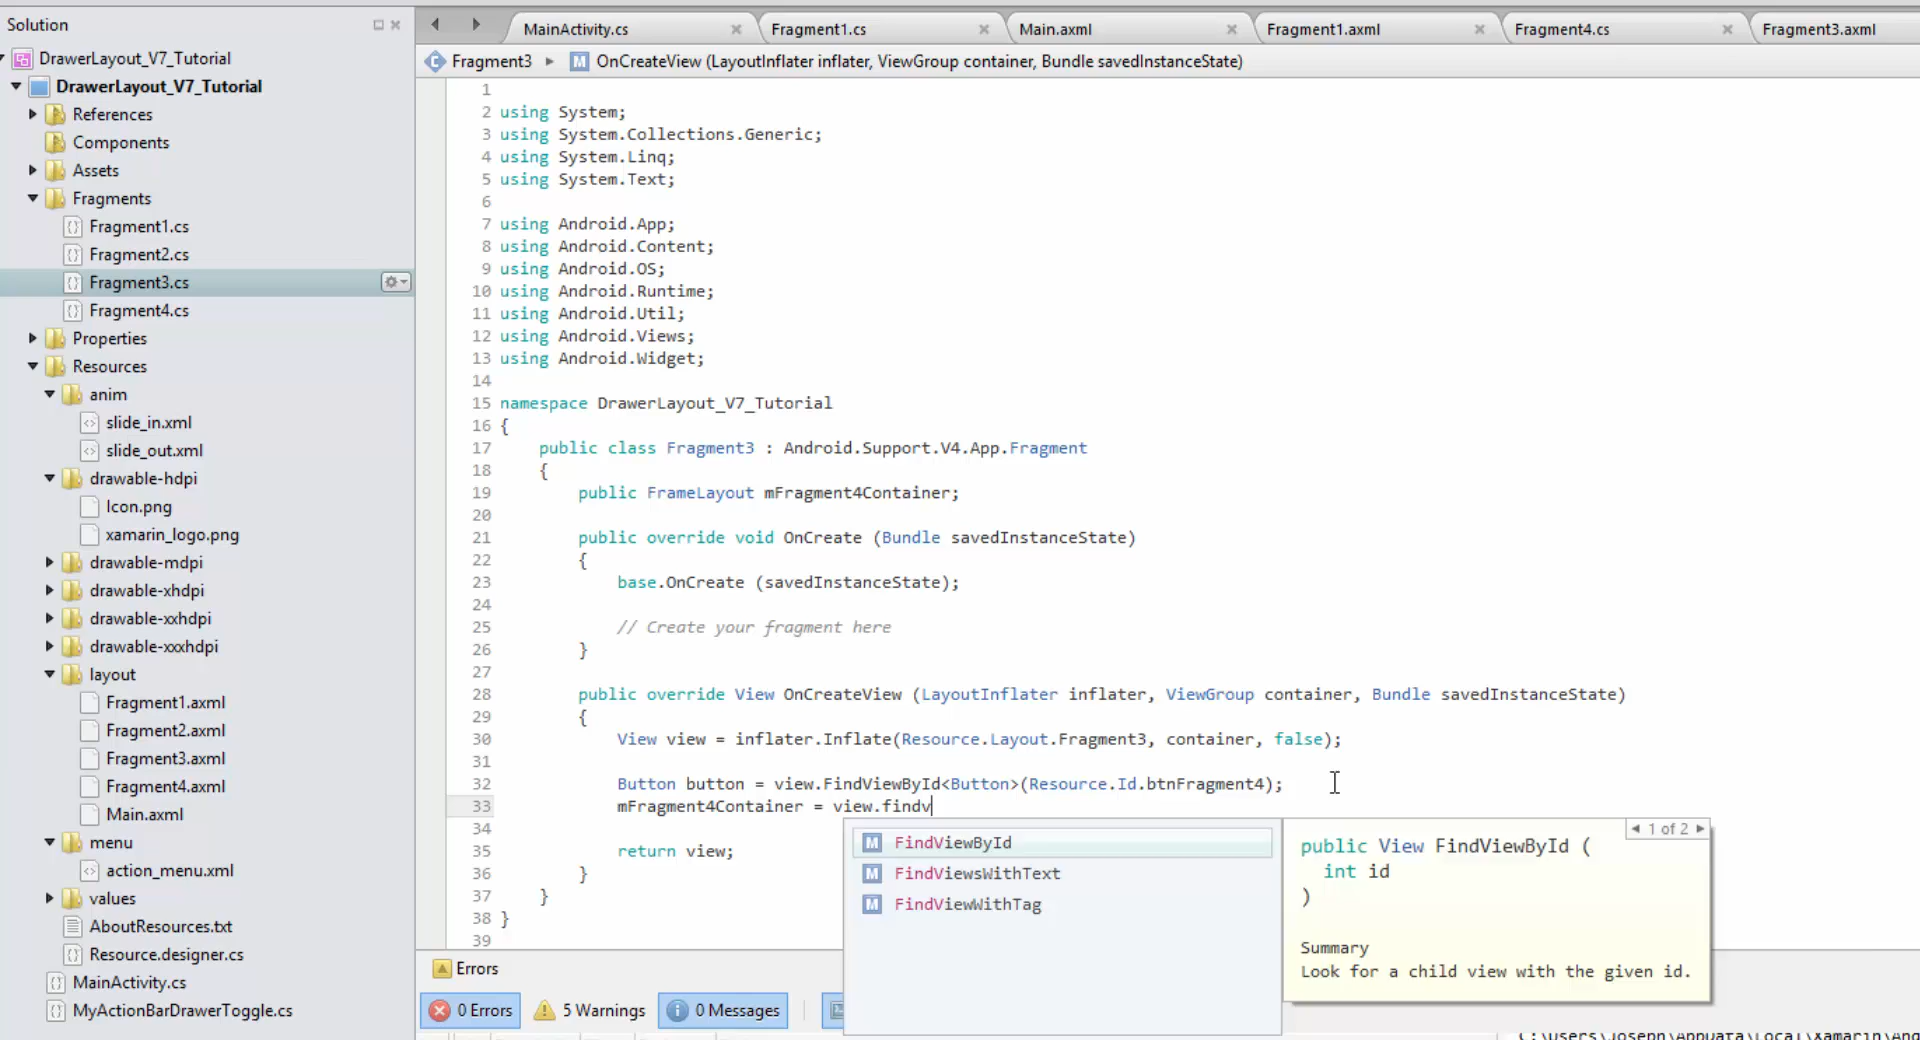 Solution
DrawerLayout_V7_Tutorial
DrawerLayout_V7_Tutorial
References
Components
Assets
Fragments
Fragment1.cs
Fragment2.cs
Fragment3.cs
Fragment4.cs
Properties
Resources
anim
slide_in.xml
slide_out.xml
drawable-hdpi
Icon.png
xamarin_logo.png
drawable-mdpi
drawable-xhdpi
drawable-xxhdpi
drawable-xxxhdpi
layout
Fragment1.axml
Fragment2.axml
Fragment3.axml
Fragment4.axml
Main.axml
menu
action_menu.xml
values
AboutResources.txt
Resource.designer.cs
MainActivity.cs
MyActionBarDrawerToggle.cs
MainActivity.cs Fragment1.cs Main.axml Fragment1.axml Fragment4.cs Fragment3.axml
Fragment3 OnCreateView (LayoutInflater inflater, ViewGroup container, Bundle savedInstanceState)
1
2 using System;
3 using System.Collections.Generic;
4 using System.Linq;
5 using System.Text;
6
7 using Android.App;
8 using Android.Content;
9 using Android.OS;
10 using Android.Runtime;
11 using Android.Util;
12 using Android.Views;
13 using Android.Widget;
14
15 namespace DrawerLayout_V7_Tutorial
16 {
17 public class Fragment3 : Android.Support.V4.App.Fragment
18 {
19 public FrameLayout mFragment4Container;
20
21 public override void OnCreate (Bundle savedInstanceState)
22 {
23 base.OnCreate (savedInstanceState);
24
25 // Create your fragment here
26 }
27
28 public override View OnCreateView (LayoutInflater inflater, ViewGroup container, Bundle savedInstanceState)
29 {
30 View view = inflater.Inflate(Resource.Layout.Fragment3, container, false);
31
32 Button button = view.FindViewById<Button>(Resource.Id.btnFragment4);
33 mFragment4Container = view.findv
34
35 return view;
36 }
37 }
38 }
39
FindViewById
FindViewsWithText
FindViewWithTag
1 of 2
public View FindViewById (
int id
)
Summary
Look for a child view with the given id.
Errors
0 Errors 5 Warnings 0 Messages